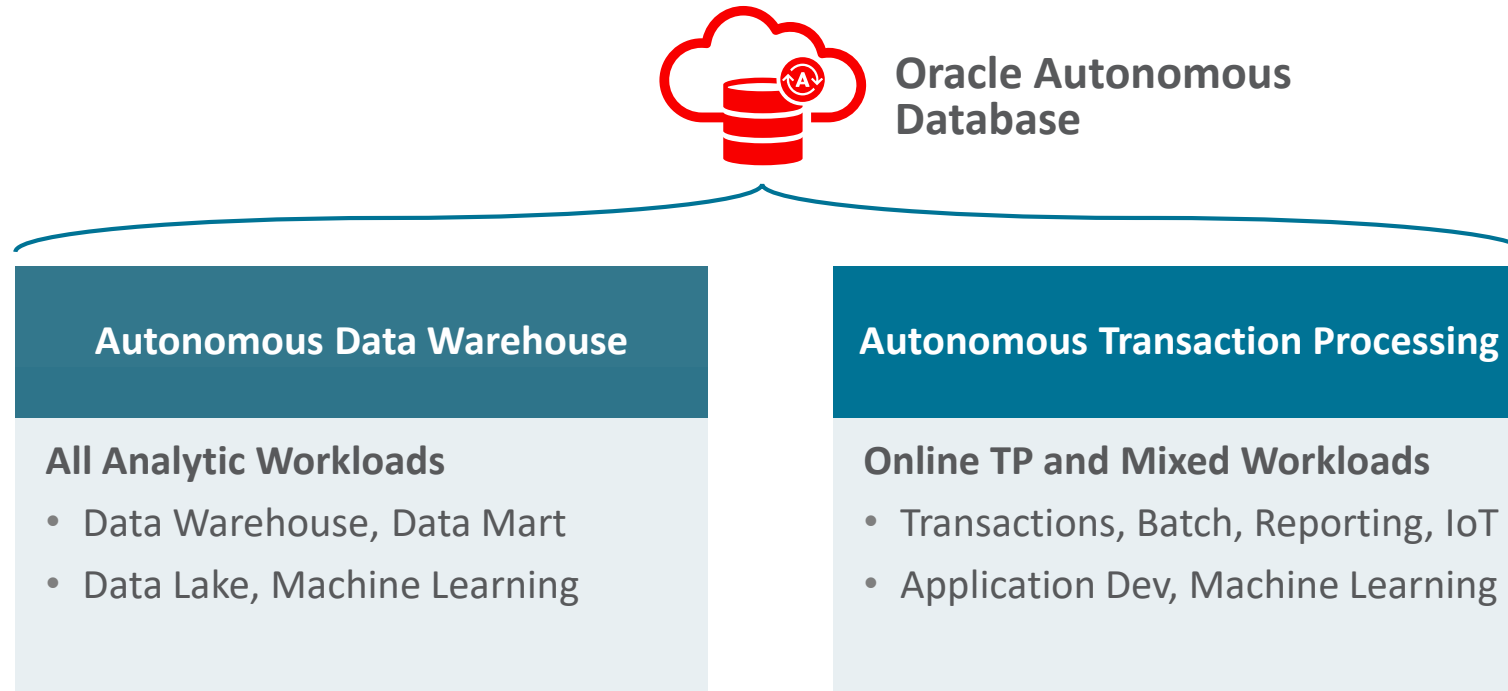 A
Oracle Autonomous
Database
Autonomous Data Warehouse
All Analytic Workloads
• Data Warehouse, Data Mart
• Data Lake, Machine Learning
Autonomous Transaction Processing
Online TP and Mixed Workloads
• Transactions, Batch, Reporting, IoT
• Application Dev, Machine Learning